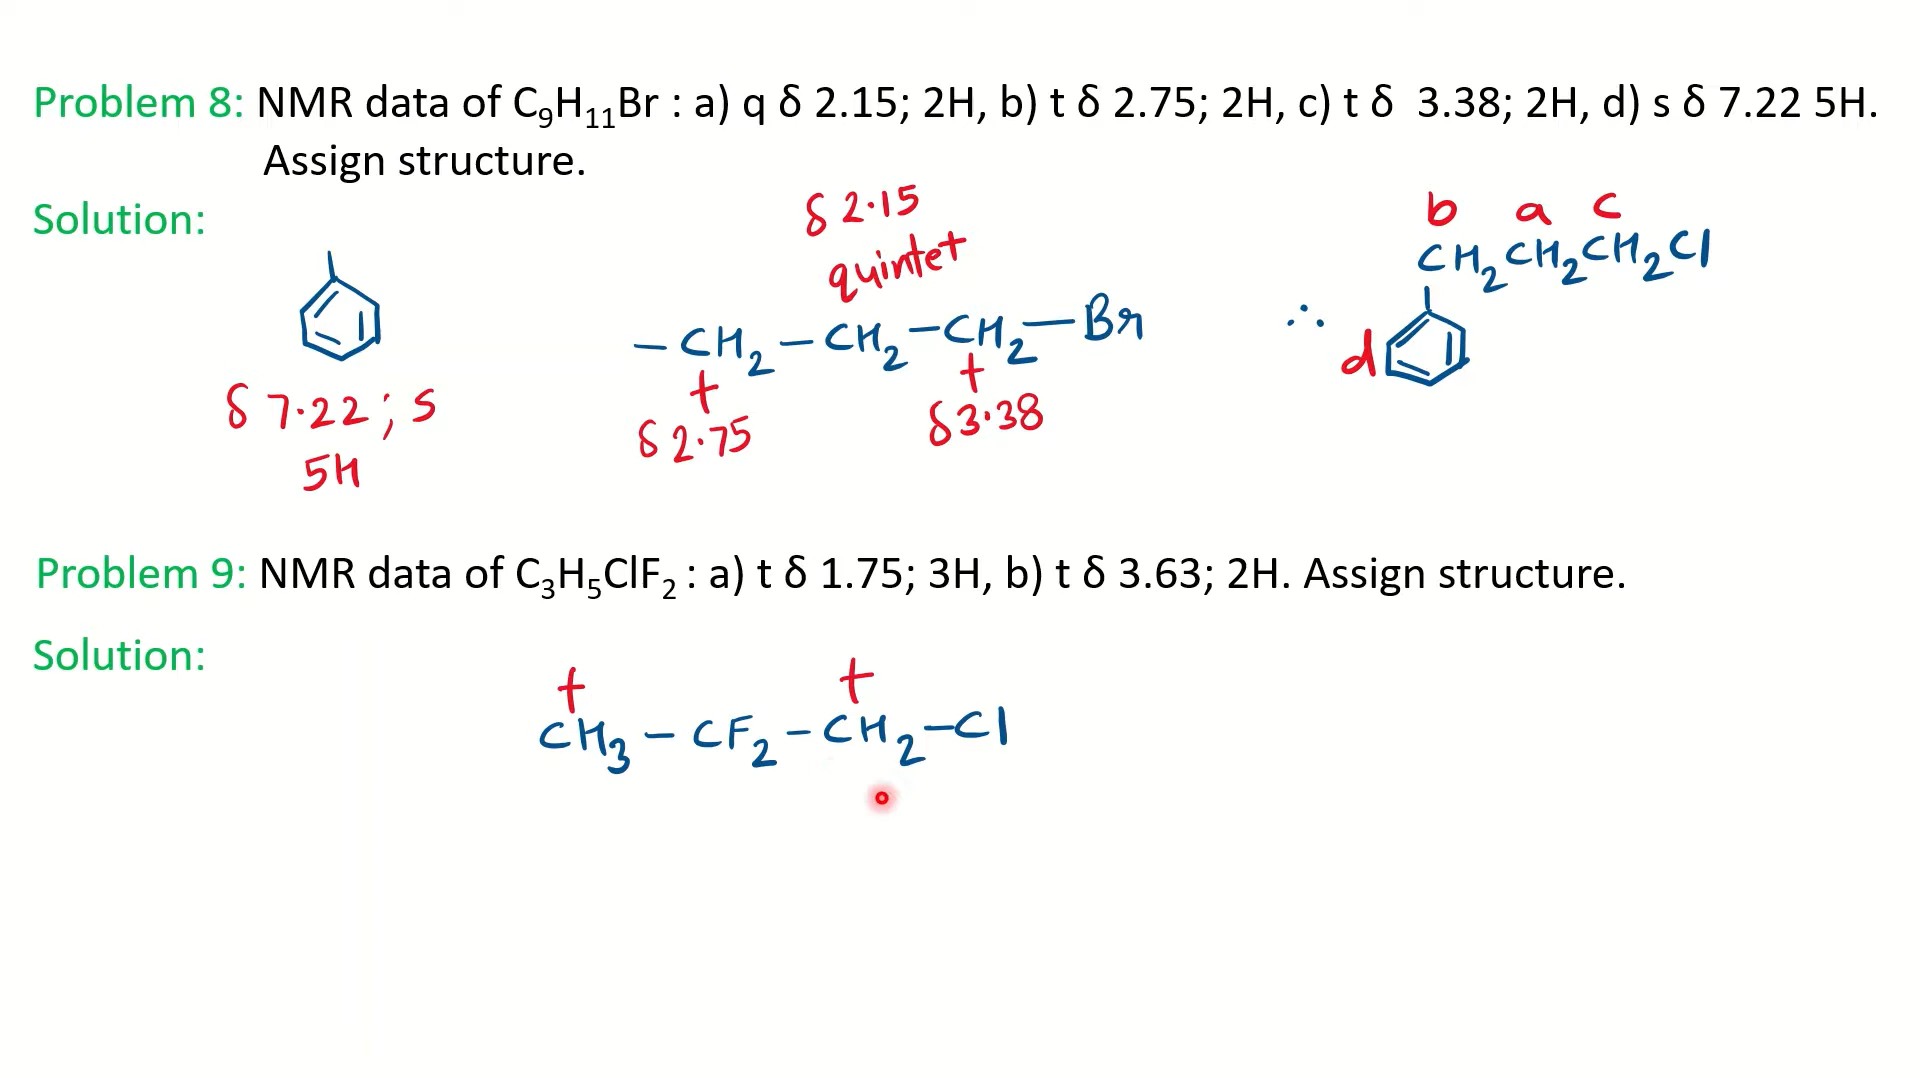 Problem 8: NMR data of C₉H₁₁Br : a) q δ 2.15; 2H, b) t δ 2.75; 2H, c) t δ 3.38; 2H, d) s δ 7.22 5H.
Assign structure.
Solution:
δ 7.22 ; s
5H
δ 2.15
quintet
– CH₂ – CH₂ – CH₂ – Br
t t
δ 2.75 δ 3.38
b a c
CH₂CH₂CH₂Cl
∴ d
Problem 9: NMR data of C₃H₅ClF₂ : a) t δ 1.75; 3H, b) t δ 3.63; 2H. Assign structure.
Solution:
t t
CH₃ – CF₂ – CH₂ – Cl